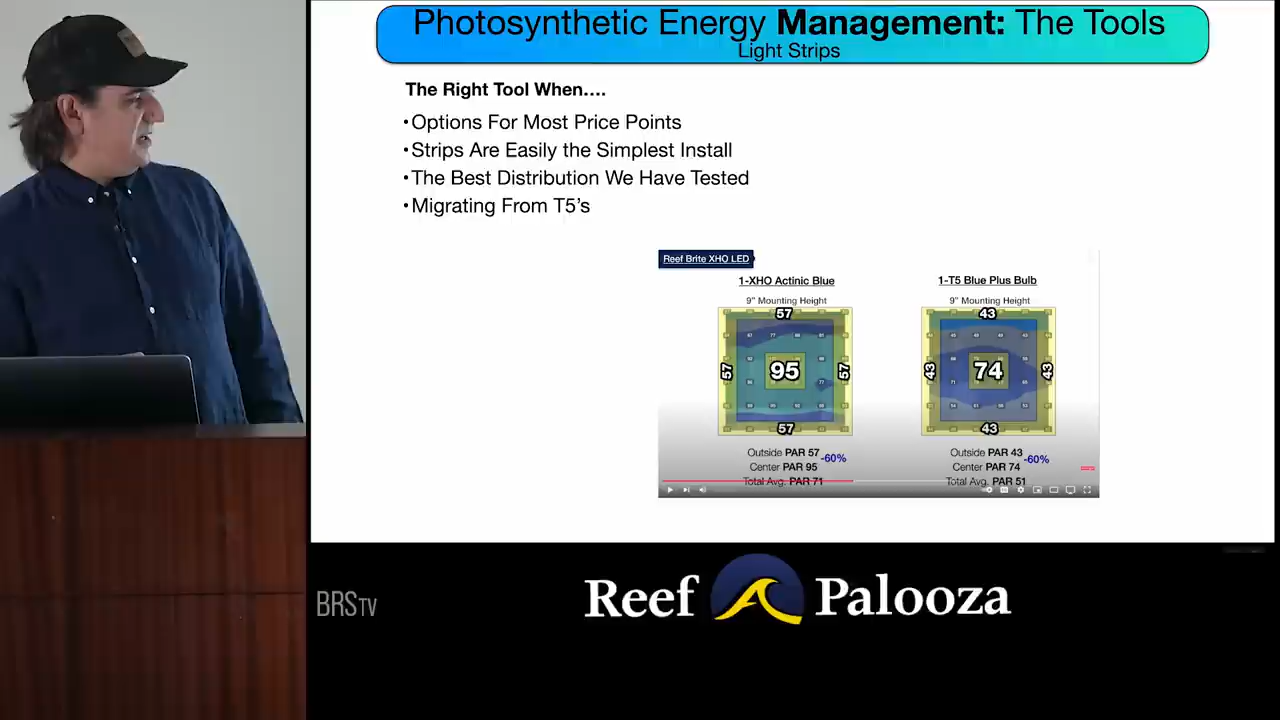 Photosynthetic Energy Management: The Tools
Light Strips
The Right Tool When....
•Options For Most Price Points
•Strips Are Easily the Simplest Install
•The Best Distribution We Have Tested
•Migrating From T5's
Reef Brite XHO LED
1-XHO Actinic Blue
9" Mounting Height
57
57
95
57
57
Outside PAR 57
-60%
Center PAR 95
Total Avg. PAR 71
1-T5 Blue Plus Bulb
9" Mounting Height
43
43
74
43
43
Outside PAR 43
-60%
Center PAR 74
Total Avg. PAR 51
BRSTV
Reef Palooza